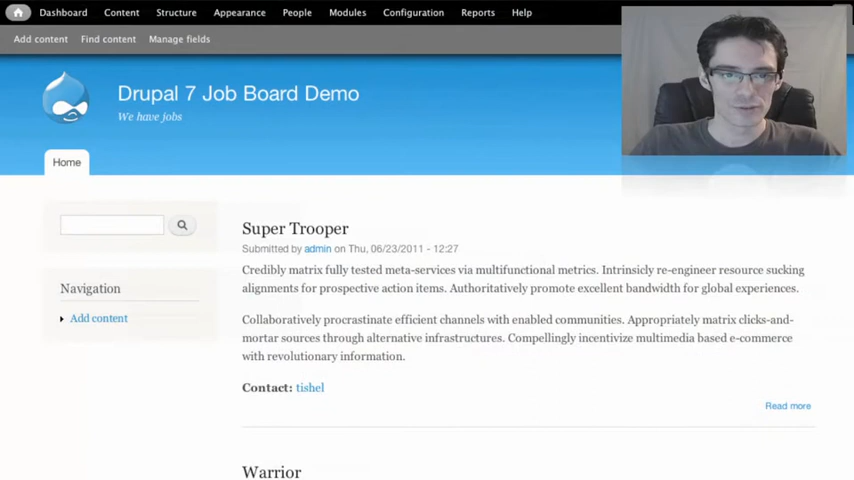 Dashboard Content Structure Appearance People Modules Configuration Reports Help
Add content Find content Manage fields
Drupal 7 Job Board Demo
We have jobs
Home
Super Trooper
Submitted by admin on Thu, 06/23/2011 - 12:27
Credibly matrix fully tested meta-services via multifunctional metrics. Intrinsicly re-engineer resource sucking
alignments for prospective action items. Authoritatively promote excellent bandwidth for global experiences.
Navigation
Add content
Collaboratively procrastinate efficient channels with enabled communities. Appropriately matrix clicks-and-
mortar sources through alternative infrastructures. Compellingly incentivize multimedia based e-commerce
with revolutionary information.
Contact: tishel
Read more
Warrior